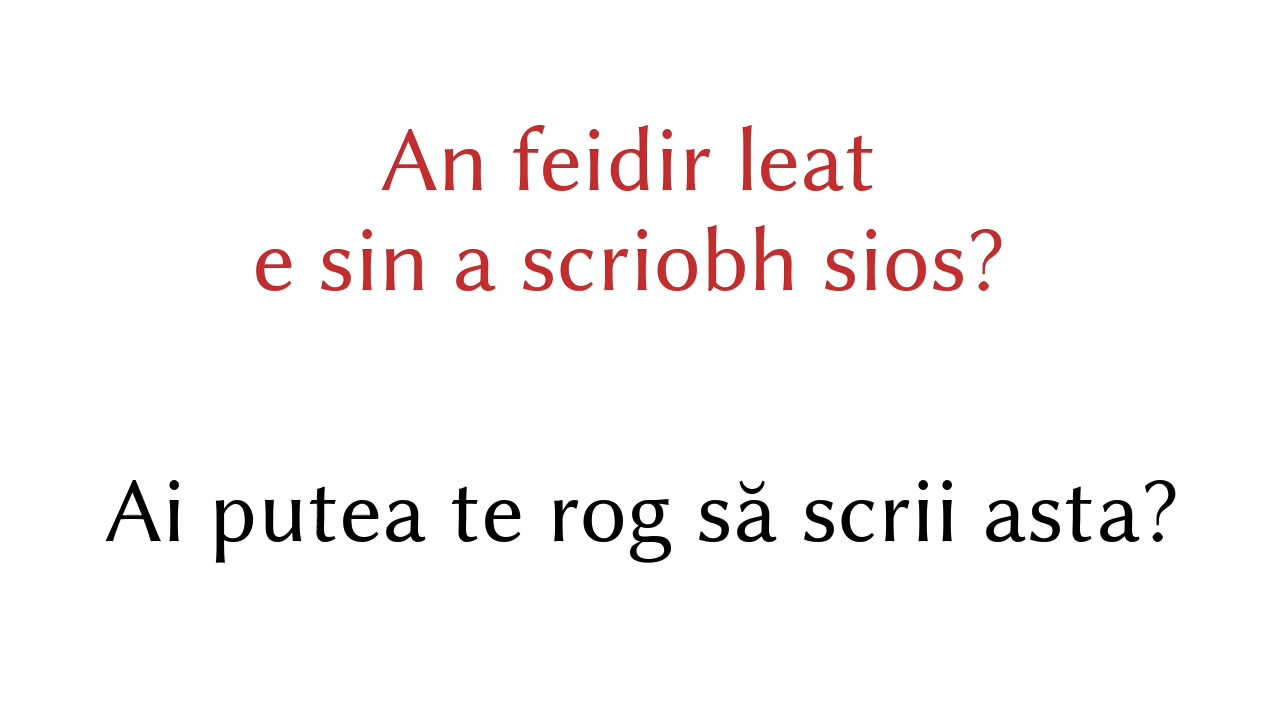 An feidir leat
e sin a scriobh sios?
Ai putea te rog să scrii asta?